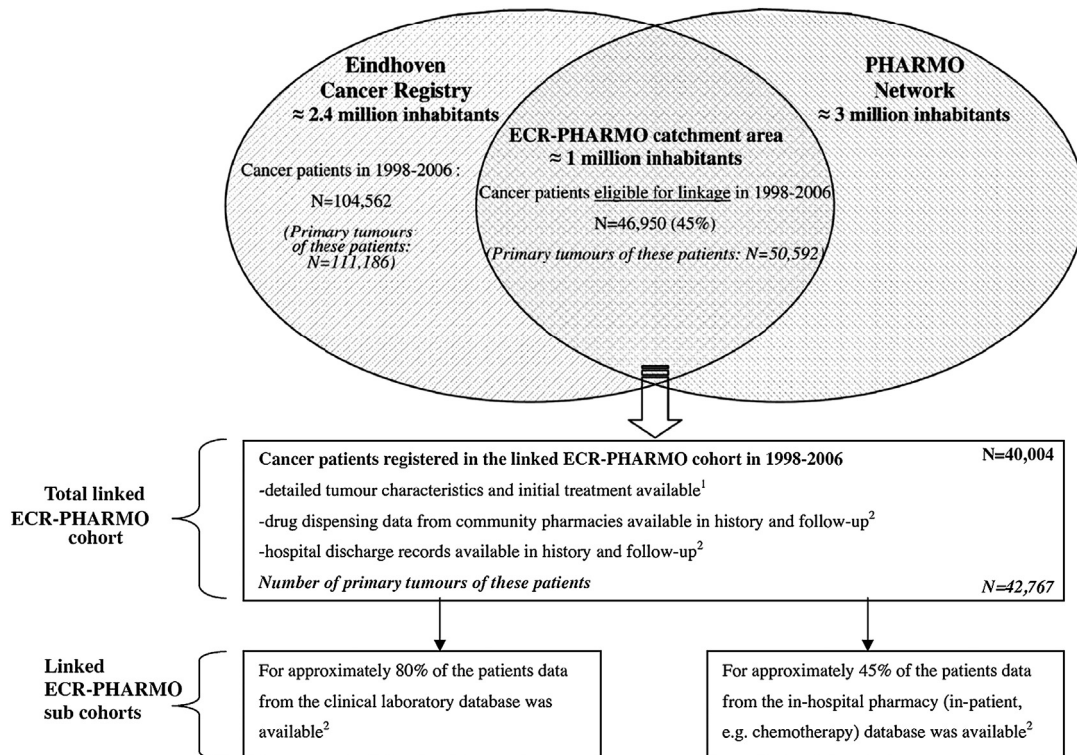 Eindhoven
Cancer Registry
≈ 2.4 million inhabitants
Cancer patients in 1998-2006 :
N=104,562
(Primary tumours
of these patients:
N=111,186)
ECR-PHARMO catchment area
≈ 1 million inhabitants
Cancer patients eligible for linkage in 1998-2006
N=46,950 (45%)
(Primary tumours of these patients: N=50,592)
PHARMO
Network
≈ 3 million inhabitants
Total linked
ECR-PHARMO
cohort
Cancer patients registered in the linked ECR-PHARMO cohort in 1998-2006 N=40,004
-detailed tumour characteristics and initial treatment available¹
-drug dispensing data from community pharmacies available in history and follow-up²
-hospital discharge records available in history and follow-up²
Number of primary tumours of these patients N=42,767
Linked
ECR-PHARMO
sub cohorts
For approximately 80% of the patients data
from the clinical laboratory database was
available²
For approximately 45% of the patients data
from the in-hospital pharmacy (in-patient,
e.g. chemotherapy) database was available²